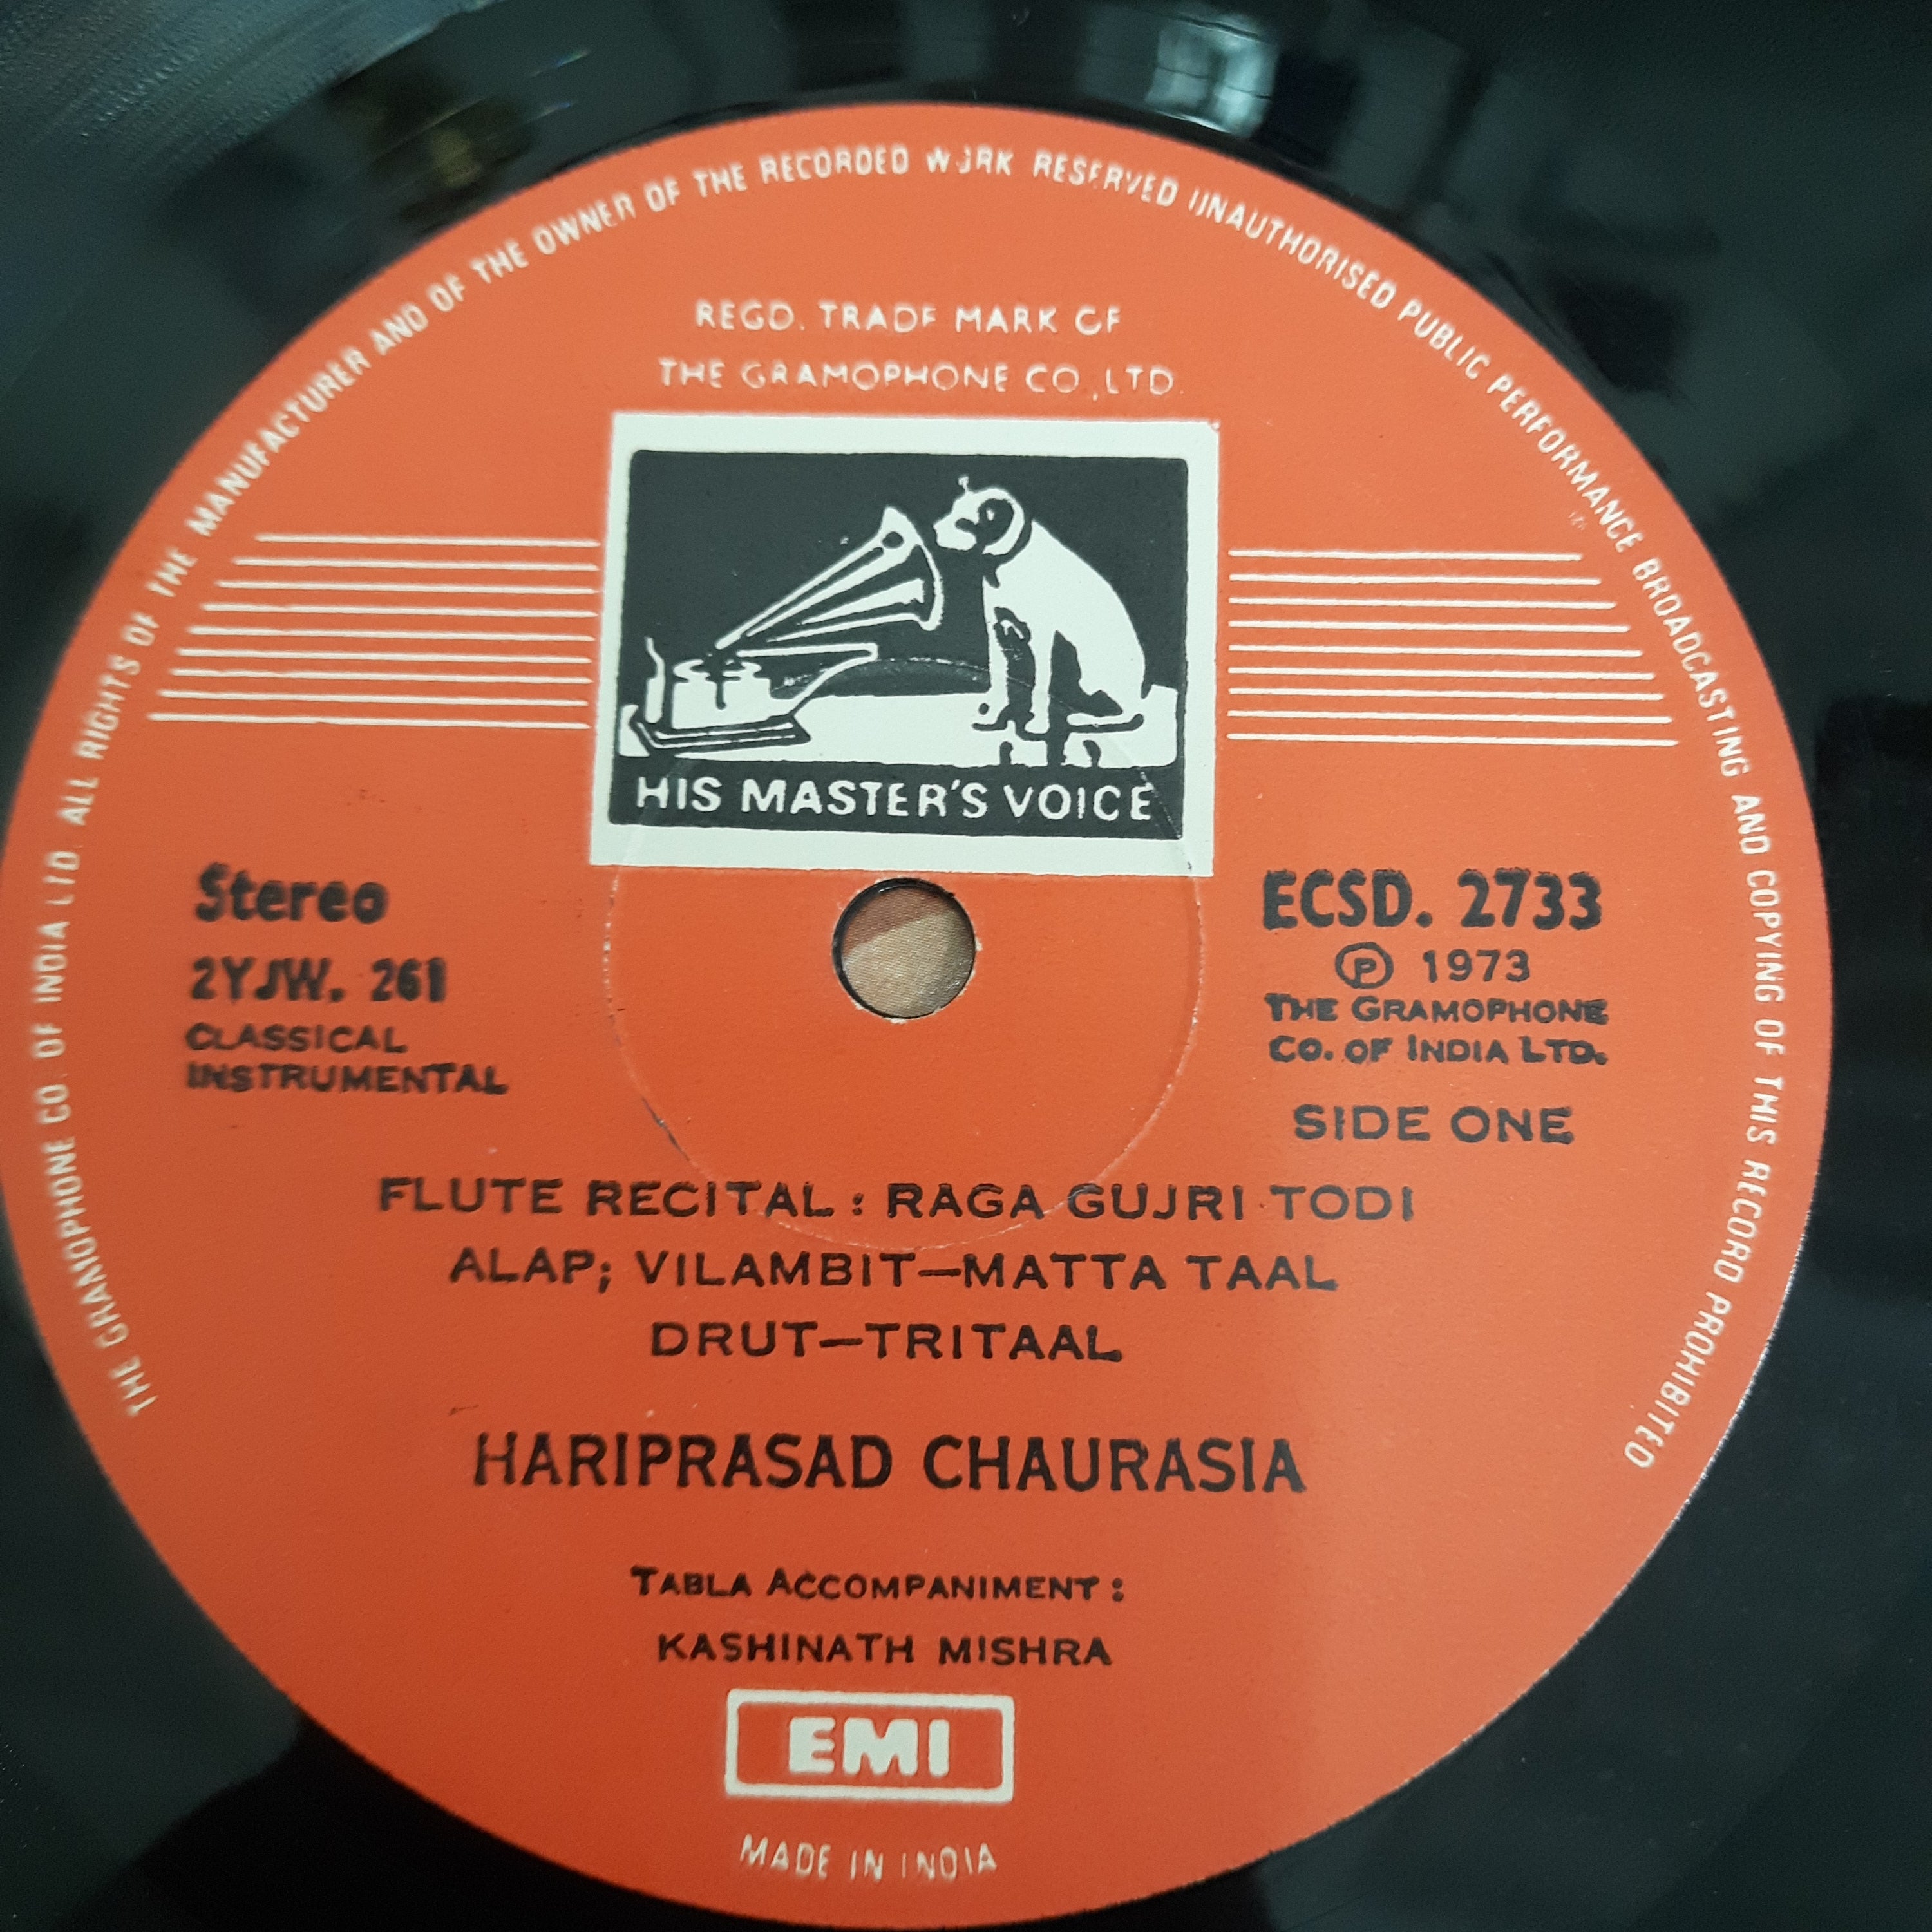 THE GRAMOPHONE CO. OF INDIA LTD. ALL RIGHTS OF THE MANUFACTURER AND OF THE OWNER OF THE RECORDED WORK RESERVED UNAUTHORISED PUBLIC PERFORMANCE BROADCASTING AND COPYING OF THIS RECORD PROHIBITED
REGD. TRADE MARK OF
THE GRAMOPHONE CO., LTD.
HIS MASTER'S VOICE
Stereo
2YJW. 261
CLASSICAL
INSTRUMENTAL
ECSD. 2733
Ⓟ 1973
THE GRAMOPHONE
CO. OF INDIA LTD.
SIDE ONE
FLUTE RECITAL : RAGA GUJRI TODI
ALAP; VILAMBIT—MATTA TAAL
DRUT—TRITAAL
HARIPRASAD CHAURASIA
TABLA ACCOMPANIMENT :
KASHINATH MISHRA
EMI
MADE IN INDIA